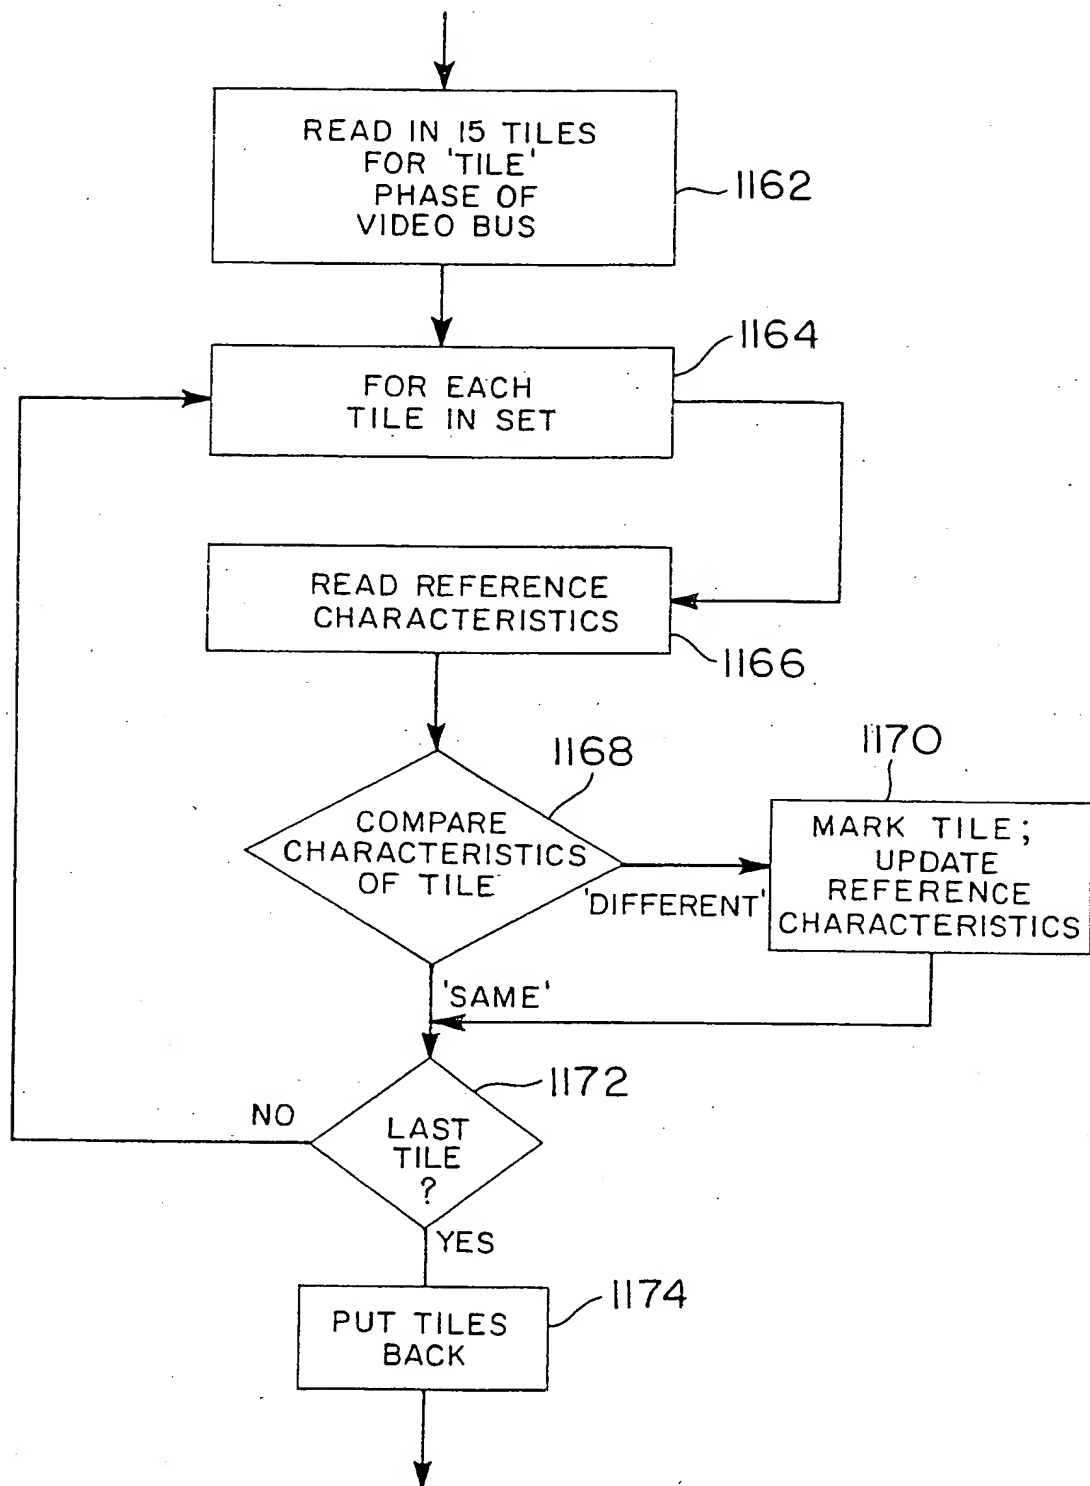 READ IN 15 TILES
FOR 'TILE'
PHASE OF
VIDEO BUS
1162
1164
FOR EACH
TILE IN SET
READ REFERENCE
CHARACTERISTICS
1166
1168
COMPARE
CHARACTERISTICS
OF TILE
'DIFFERENT'
1170
MARK TILE;
UPDATE
REFERENCE
CHARACTERISTICS
'SAME'
1172
NO
LAST
TILE
?
YES
1174
PUT TILES
BACK